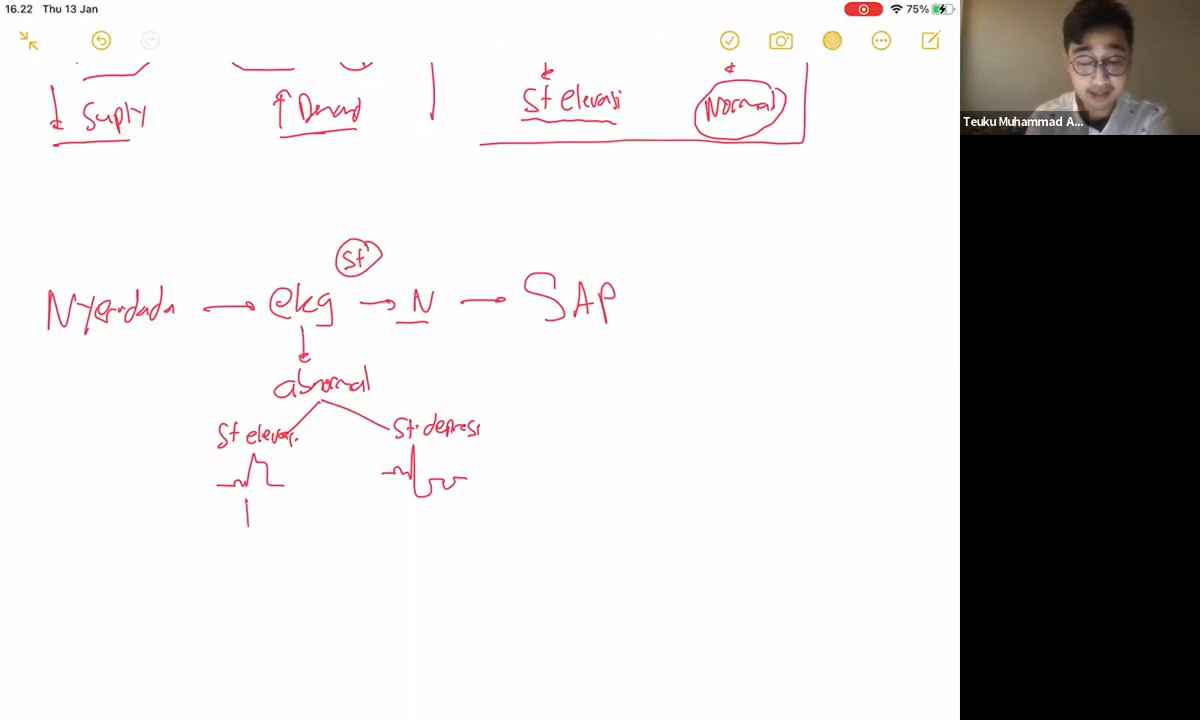 16.22 Thu 13 Jan
75%
Teuku Muhammad A...
↓ Suply ↑ Demand St elevasi Normal
St
Nyeri dada → ekg → N → SAP
abnormal
St elevasi St. depresi